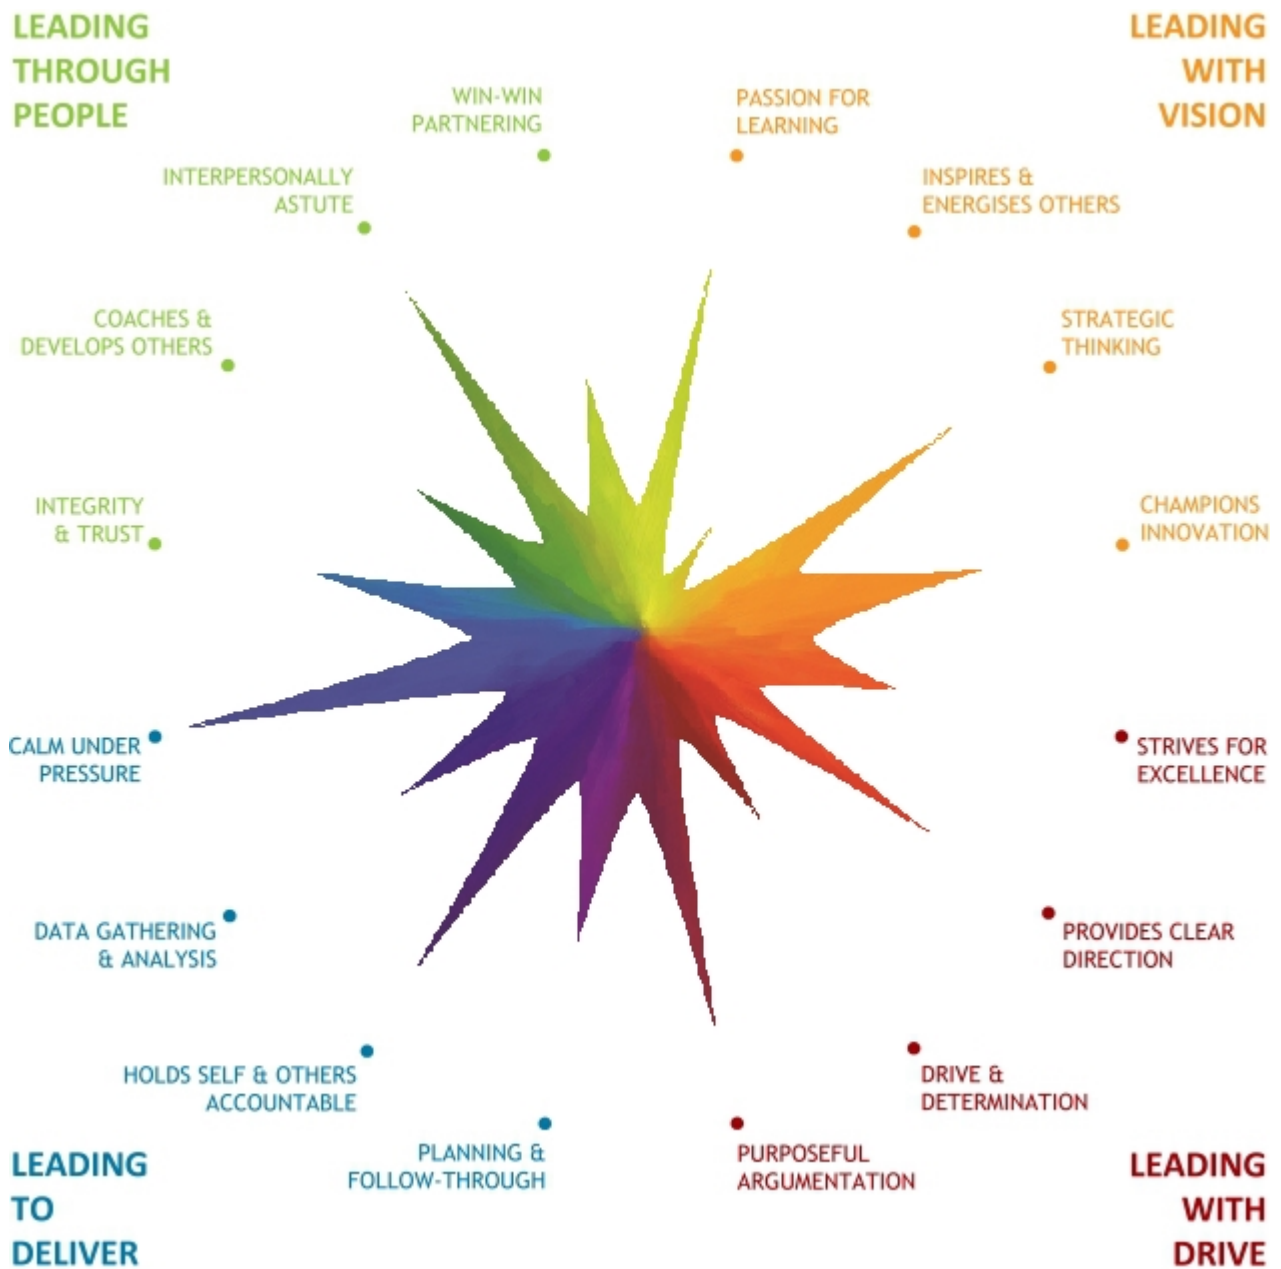 LEADING
THROUGH
PEOPLE
LEADING
WITH
VISION
WIN-WIN
PARTNERING
PASSION FOR
LEARNING
INTERPERSONALLY
ASTUTE
INSPIRES &
ENERGISES OTHERS
COACHES &
DEVELOPS OTHERS
STRATEGIC
THINKING
INTEGRITY
& TRUST
CHAMPIONS
INNOVATION
CALM UNDER
PRESSURE
STRIVES FOR
EXCELLENCE
DATA GATHERING
& ANALYSIS
PROVIDES CLEAR
DIRECTION
HOLDS SELF & OTHERS
ACCOUNTABLE
DRIVE &
DETERMINATION
PLANNING &
FOLLOW-THROUGH
PURPOSEFUL
ARGUMENTATION
LEADING
TO
DELIVER
LEADING
WITH
DRIVE